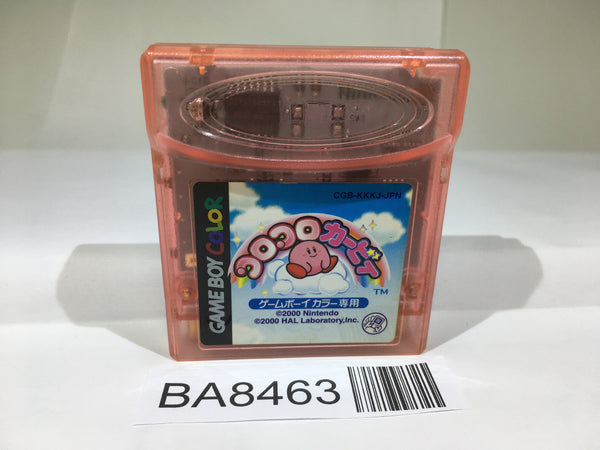 CGB-KKKJ-JPN
GAME BOY COLOR
コロコロカービィ
TM
ゲームボーイカラー専用
©2000 Nintendo
©2000 HAL Laboratory,Inc.
BA8463